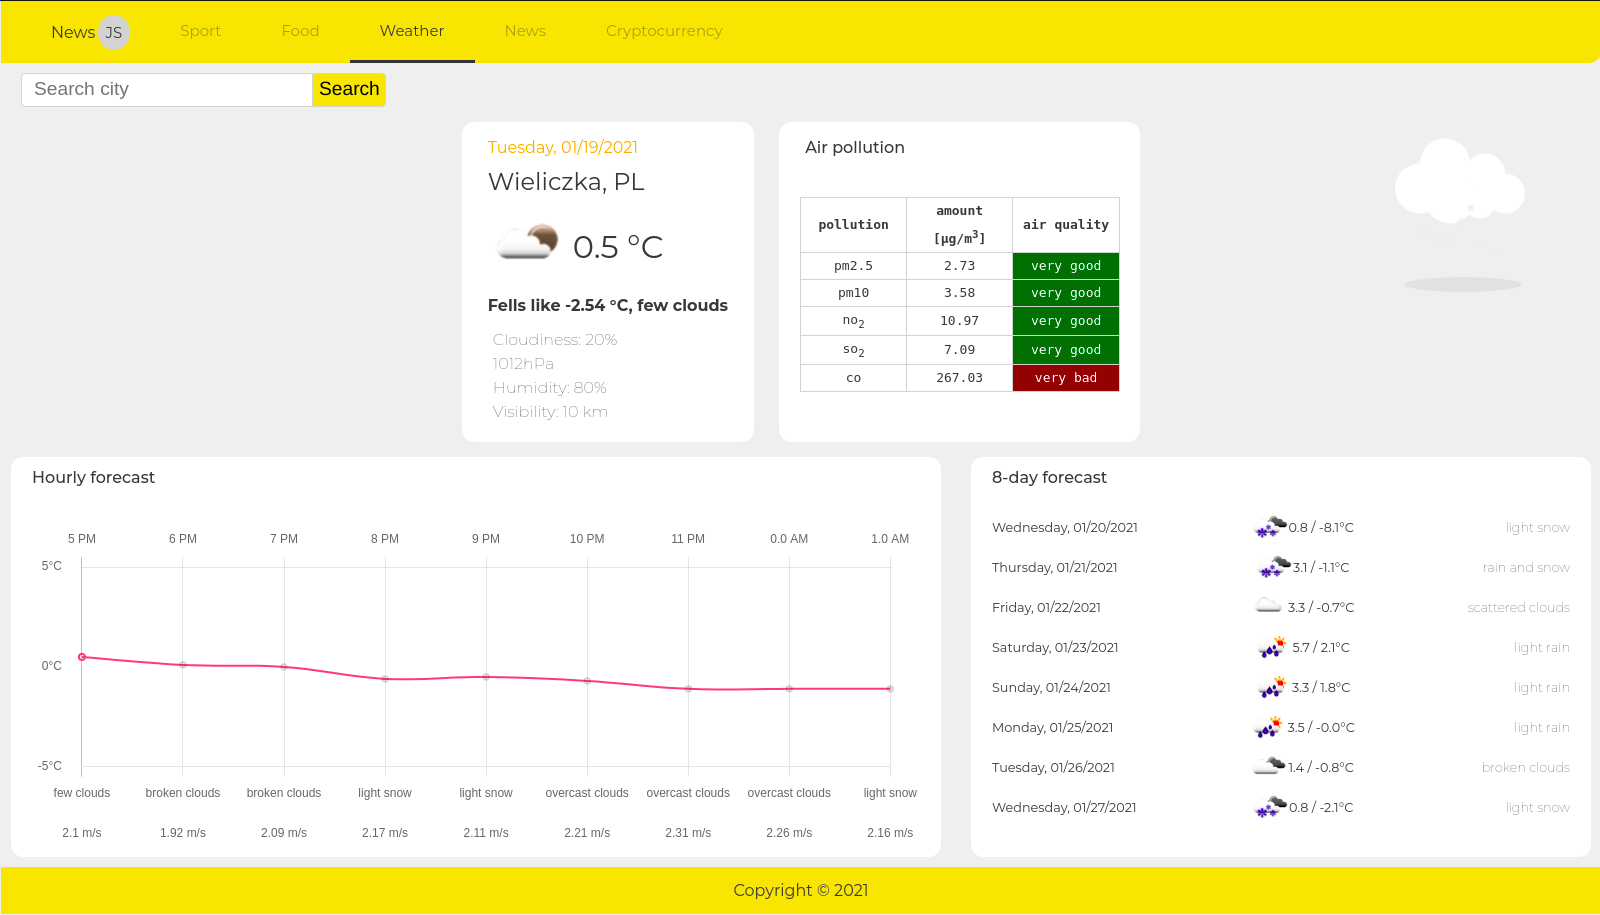 News JS Sport Food Weather News Cryptocurrency
Search city Search
Tuesday, 01/19/2021
Wieliczka, PL
0.5 °C
Fells like -2.54 °C, few clouds
Cloudiness: 20%
1012hPa
Humidity: 80%
Visibility: 10 km
Air pollution
pollution amount [µg/m3] air quality
pm2.5 2.73 very good
pm10 3.58 very good
no2 10.97 very good
so2 7.09 very good
co 267.03 very bad
Hourly forecast
5 PM 6 PM 7 PM 8 PM 9 PM 10 PM 11 PM 0.0 AM 1.0 AM
5°C
0°C
-5°C
few clouds broken clouds broken clouds light snow light snow overcast clouds overcast clouds overcast clouds light snow
2.1 m/s 1.92 m/s 2.09 m/s 2.17 m/s 2.11 m/s 2.21 m/s 2.31 m/s 2.26 m/s 2.16 m/s
8-day forecast
Wednesday, 01/20/2021 0.8 / -8.1°C light snow
Thursday, 01/21/2021 3.1 / -1.1°C rain and snow
Friday, 01/22/2021 3.3 / -0.7°C scattered clouds
Saturday, 01/23/2021 5.7 / 2.1°C light rain
Sunday, 01/24/2021 3.3 / 1.8°C light rain
Monday, 01/25/2021 3.5 / -0.0°C light rain
Tuesday, 01/26/2021 1.4 / -0.8°C broken clouds
Wednesday, 01/27/2021 0.8 / -2.1°C light snow
Copyright © 2021